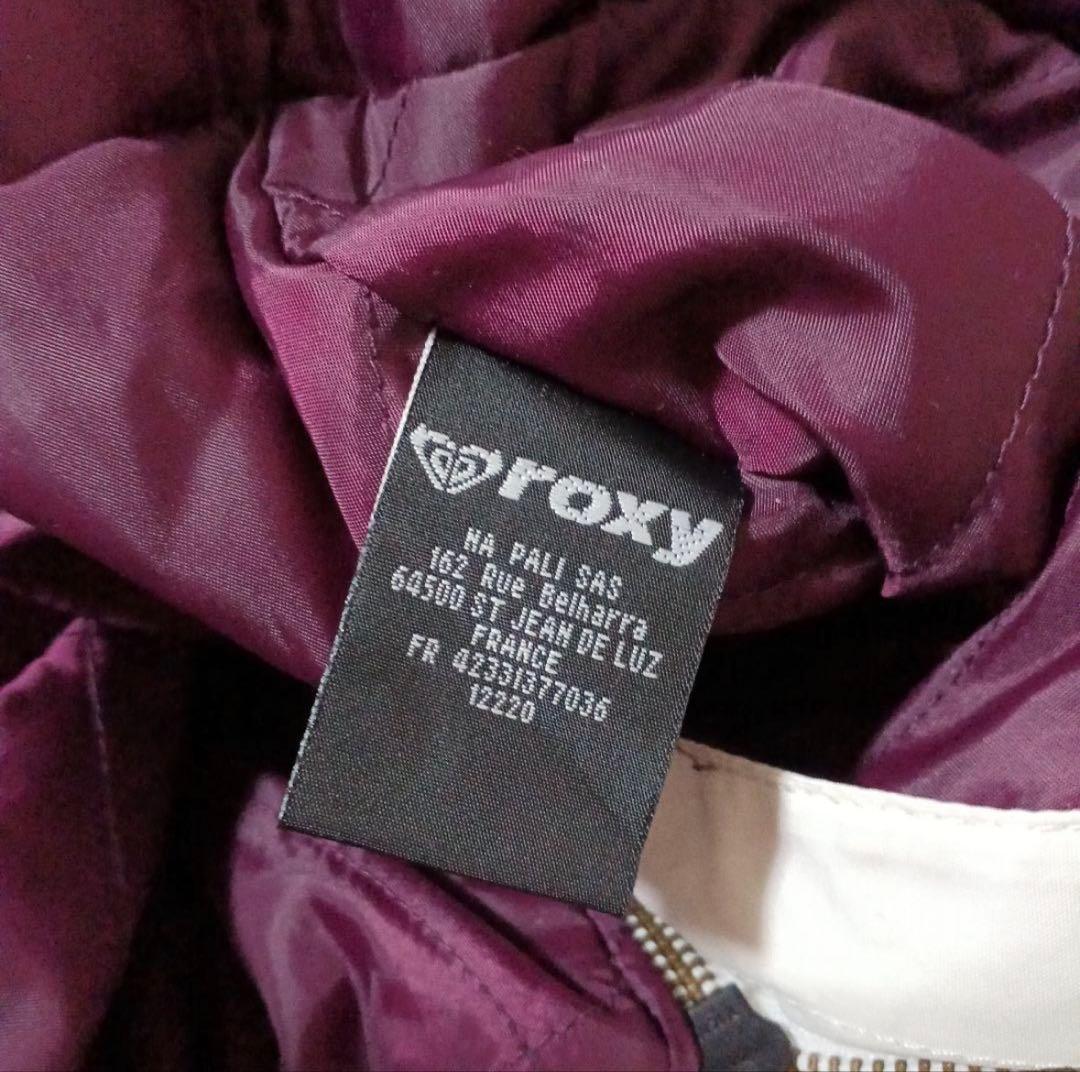 roxy
NA PALI SAS
162 Rue Belharra
64500 ST JEAN DE LUZ
FRANCE
FR 42331377036
12220